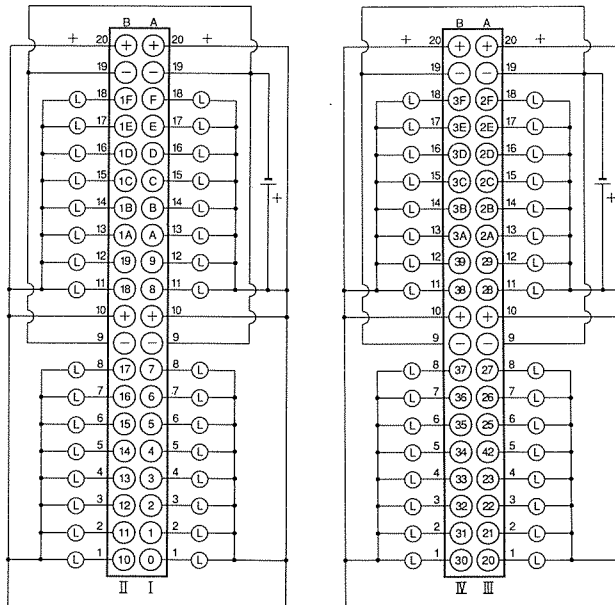 B A
+ 20 + + 20 +
19 − − 19
L 18 1F F 18 L
L 17 1E E 17 L
L 16 1D D 16 L
L 15 1C C 15 L
+
L 14 1B B 14 L
L 13 1A A 13 L
L 12 19 9 12 L
L 11 18 8 11 L
10 + + 10
9 − − 9
L 8 17 7 8 L
L 7 16 6 7 L
L 6 15 5 6 L
L 5 14 4 5 L
L 4 13 3 4 L
L 3 12 2 3 L
L 2 11 1 2 L
L 1 10 0 1 L
II I
B A
+ 20 + + 20 +
19 − − 19
L 18 3F 2F 18 L
L 17 3E 2E 17 L
L 16 3D 2D 16 L
L 15 3C 2C 15 L
+
L 14 3B 2B 14 L
L 13 3A 2A 13 L
L 12 39 29 12 L
L 11 38 28 11 L
10 + + 10
9 − − 9
L 8 37 27 8 L
L 7 36 26 7 L
L 6 35 25 6 L
L 5 34 42 5 L
L 4 33 23 4 L
L 3 32 22 3 L
L 2 31 21 2 L
L 1 30 20 1 L
IV III